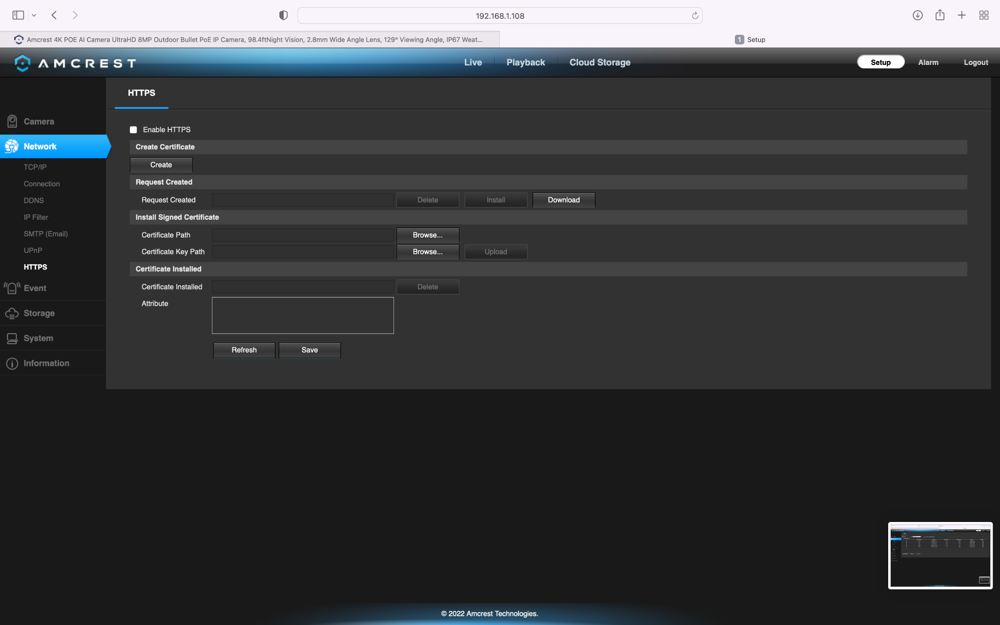 192.168.1.108
Amcrest 4K POE AI Camera UltraHD 8MP Outdoor Bullet PoE IP Camera, 98.4ftNight Vision, 2.8mm Wide Angle Lens, 129° Viewing Angle, IP67 Weat...
1 Setup
AMCREST
Live
Playback
Cloud Storage
Setup
Alarm
Logout
HTTPS
Camera
Network
TCP/IP
Connection
DDNS
IP Filter
SMTP (Email)
UPnP
HTTPS
Event
Storage
System
Information
Enable HTTPS
Create Certificate
Create
Request Created
Request Created Delete Install Download
Install Signed Certificate
Certificate Path Browse...
Certificate Key Path Browse... Upload
Certificate Installed
Certificate Installed Delete
Attribute
Refresh Save
© 2022 Amcrest Technologies.